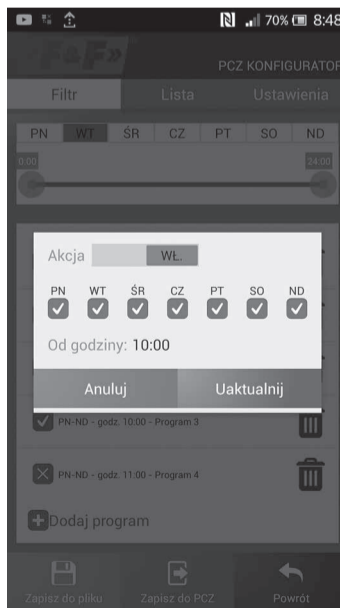 70% 8:48
F&F»
PCZ KONFIGURATOR
Filtr Lista Ustawienia
PN WT ŚR CZ PT SO ND
0:00 24:00
Akcja WŁ.
PN WT ŚR CZ PT SO ND
Od godziny: 10:00
Anuluj Uaktualnij
PN-ND - godz. 10:00 - Program 3
PN-ND - godz. 11:00 - Program 4
Dodaj program
Zapisz do pliku Zapisz do PCZ Powrót